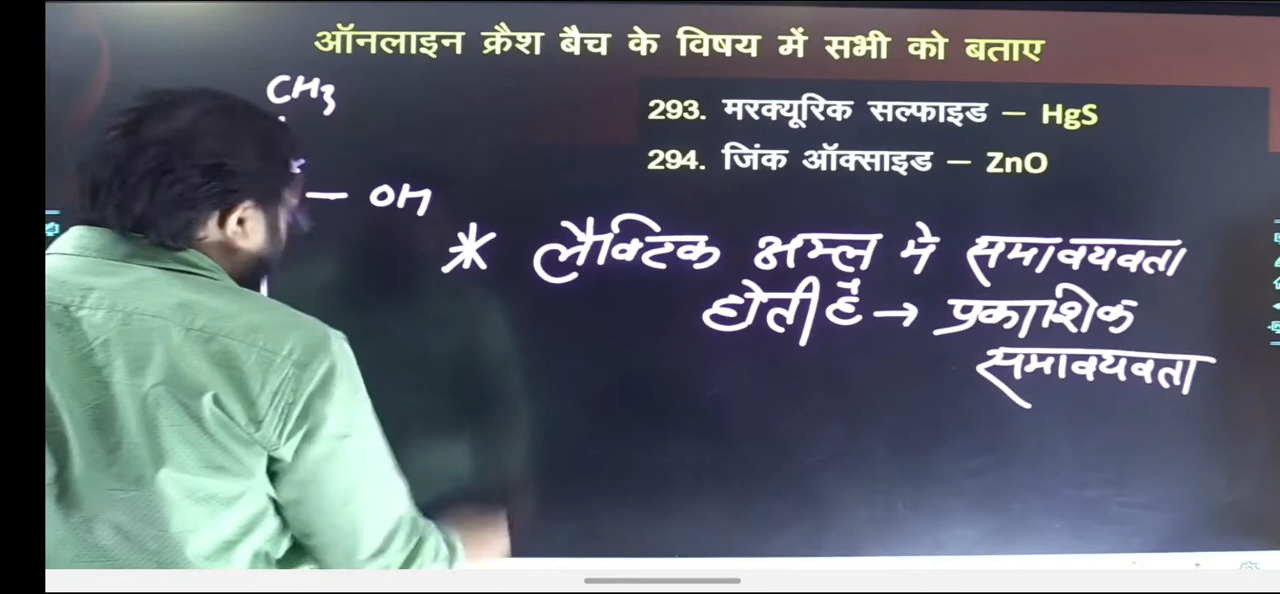 ऑनलाइन क्रैश बैच के विषय में सभी को बताए
CH3
293. मरक्यूरिक सल्फाइड – HgS
294. जिंक ऑक्साइड – ZnO
— OH
* लैक्टिक अम्ल मे समावयवता
होती है → प्रकाशिक
समावयवता